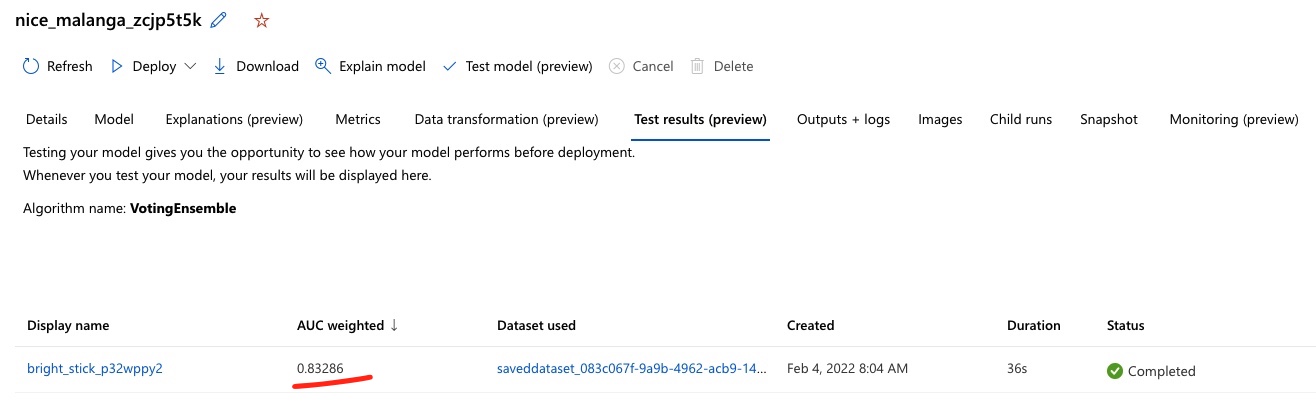 nice_malanga_zcjp5t5k
Refresh Deploy Download Explain model Test model (preview) Cancel Delete
Details Model Explanations (preview) Metrics Data transformation (preview) Test results (preview) Outputs + logs Images Child runs Snapshot Monitoring (preview)
Testing your model gives you the opportunity to see how your model performs before deployment.
Whenever you test your model, your results will be displayed here.
Algorithm name: VotingEnsemble
Display name AUC weighted ↓ Dataset used Created Duration Status
bright_stick_p32wppy2 0.83286 saveddataset_083c067f-9a9b-4962-acb9-14... Feb 4, 2022 8:04 AM 36s Completed